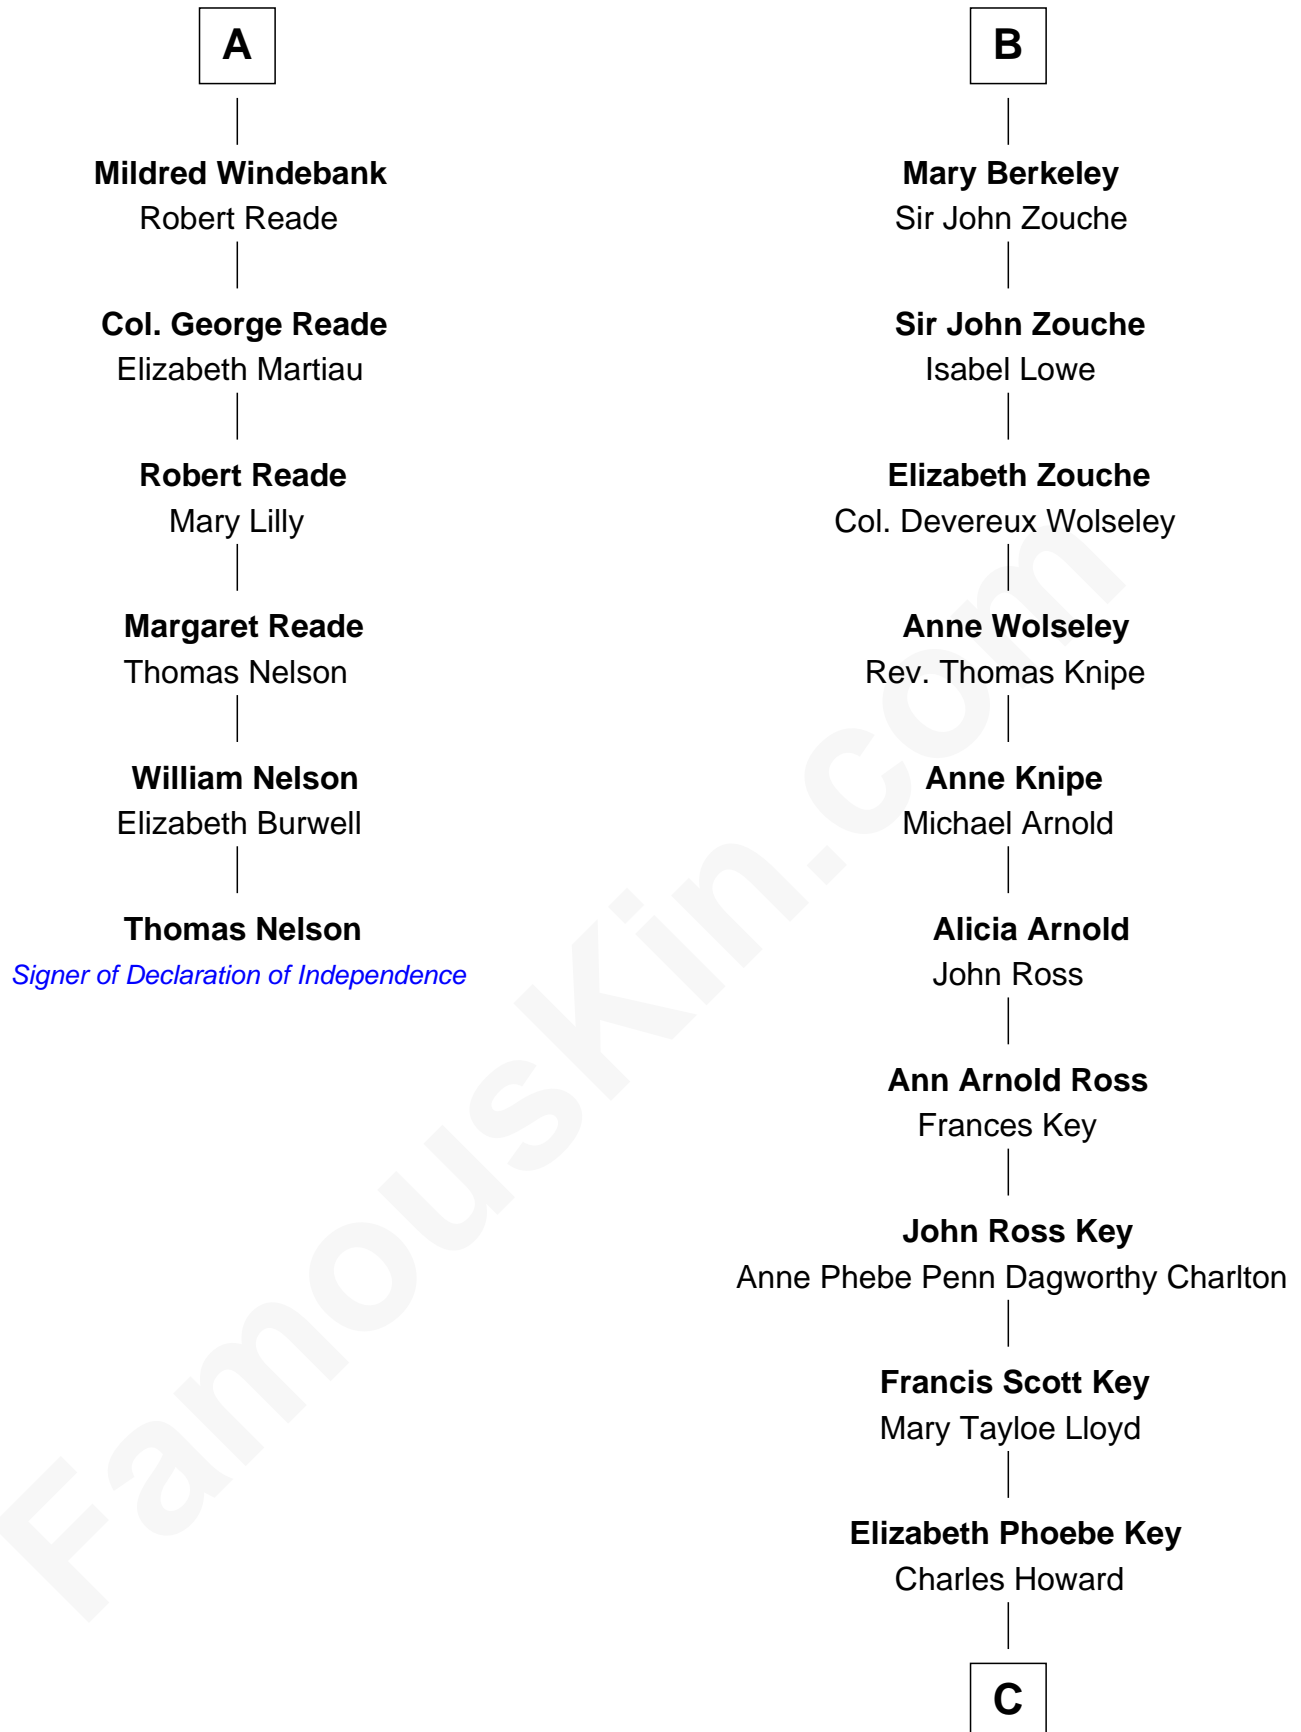 A
Mildred Windebank
Robert Reade
Col. George Reade
Elizabeth Martiau
Robert Reade
Mary Lilly
Margaret Reade
Thomas Nelson
William Nelson
Elizabeth Burwell
Thomas Nelson
Signer of Declaration of Independence
B
Mary Berkeley
Sir John Zouche
Sir John Zouche
Isabel Lowe
Elizabeth Zouche
Col. Devereux Wolseley
Anne Wolseley
Rev. Thomas Knipe
Anne Knipe
Michael Arnold
Alicia Arnold
John Ross
Ann Arnold Ross
Frances Key
John Ross Key
Anne Phebe Penn Dagworthy Charlton
Francis Scott Key
Mary Tayloe Lloyd
Elizabeth Phoebe Key
Charles Howard
C
FamousKin.com